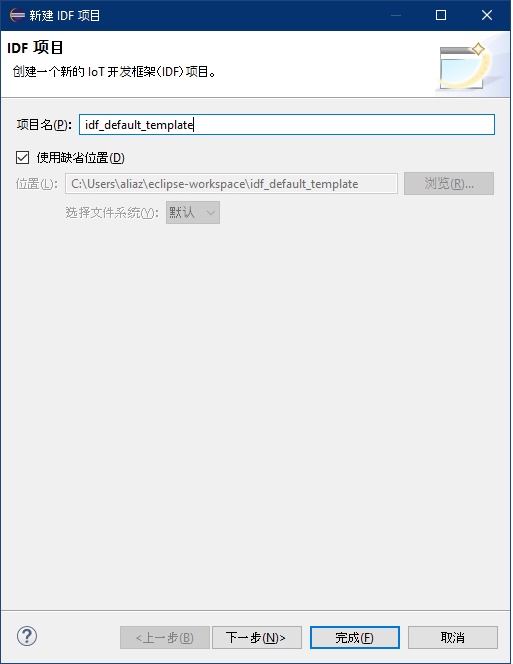 新建 IDF 项目
IDF 项目
创建一个新的 IoT 开发框架(IDF)项目。
项目名(P): idf_default_template
使用缺省位置(D)
位置(L): C:\Users\aliaz\eclipse-workspace\idf_default_template 浏览(R)...
选择文件系统(Y): 默认
? <上一步(B) 下一步(N)> 完成(F) 取消